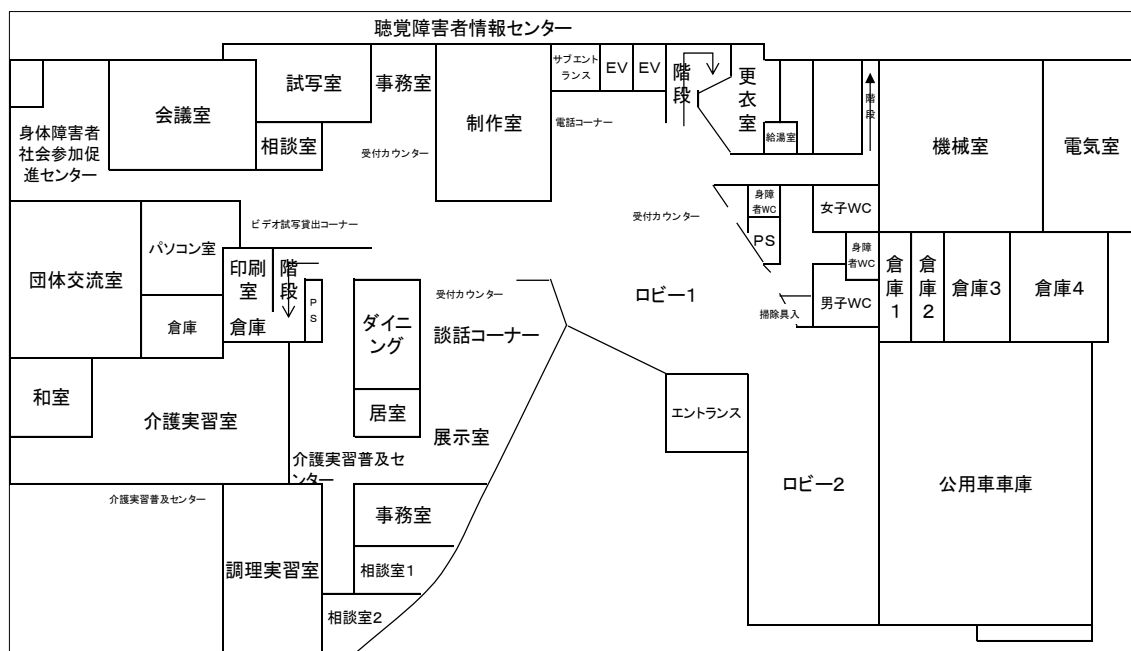 聴覚障害者情報センター
サブエント
ランス
EV
EV
階
段
更
衣
室
試写室
事務室
会議室
制作室
電話コーナー
階
段
給湯室
機械室
電気室
身体障害者
社会参加促
進センター
相談室
受付カウンター
身障
者WC
女子WC
受付カウンター
ビデオ試写貸出コーナー
パソコン室
PS
身障
者WC
印刷
室
階
段
団体交流室
倉
庫
1
倉
庫
2
倉庫3
倉庫4
受付カウンター
ロビー1
男子WC
P
S
掃除具入
倉庫
倉庫
ダイ
ニン
グ
談話コーナー
和室
介護実習室
居室
展示室
エントランス
介護実習普及セ
ンター
介護実習普及センター
ロビー2
公用車車庫
事務室
調理実習室
相談室1
相談室2